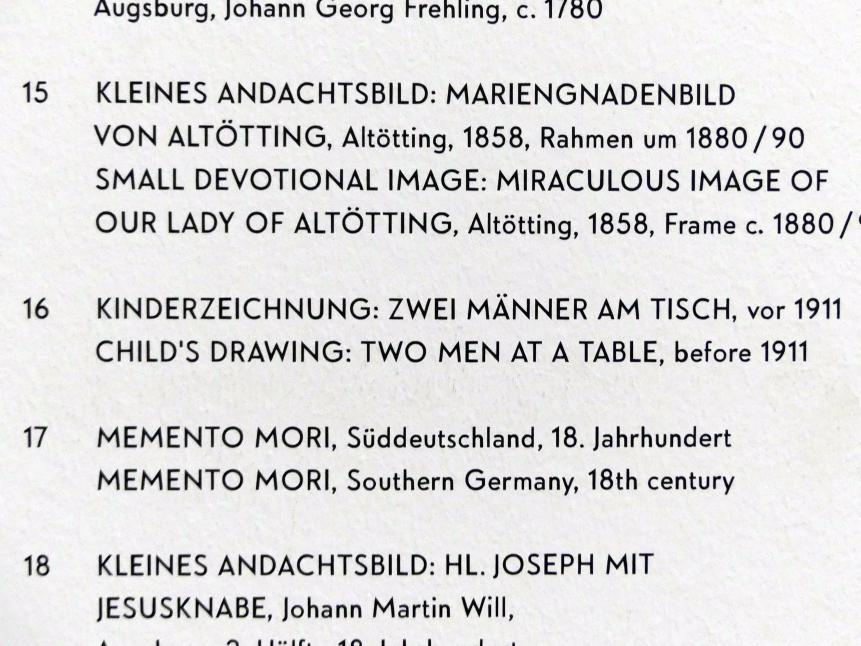 Augsburg, Johann Georg Frehling, c. 1780
15 KLEINES ANDACHTSBILD: MARIENGNADENBILD
VON ALTÖTTING, Altötting, 1858, Rahmen um 1880/90
SMALL DEVOTIONAL IMAGE: MIRACULOUS IMAGE OF
OUR LADY OF ALTÖTTING, Altötting, 1858, Frame c. 1880/
16 KINDERZEICHNUNG: ZWEI MÄNNER AM TISCH, vor 1911
CHILD'S DRAWING: TWO MEN AT A TABLE, before 1911
17 MEMENTO MORI, Süddeutschland, 18. Jahrhundert
MEMENTO MORI, Southern Germany, 18th century
18 KLEINES ANDACHTSBILD: HL. JOSEPH MIT
JESUSKNABE, Johann Martin Will,